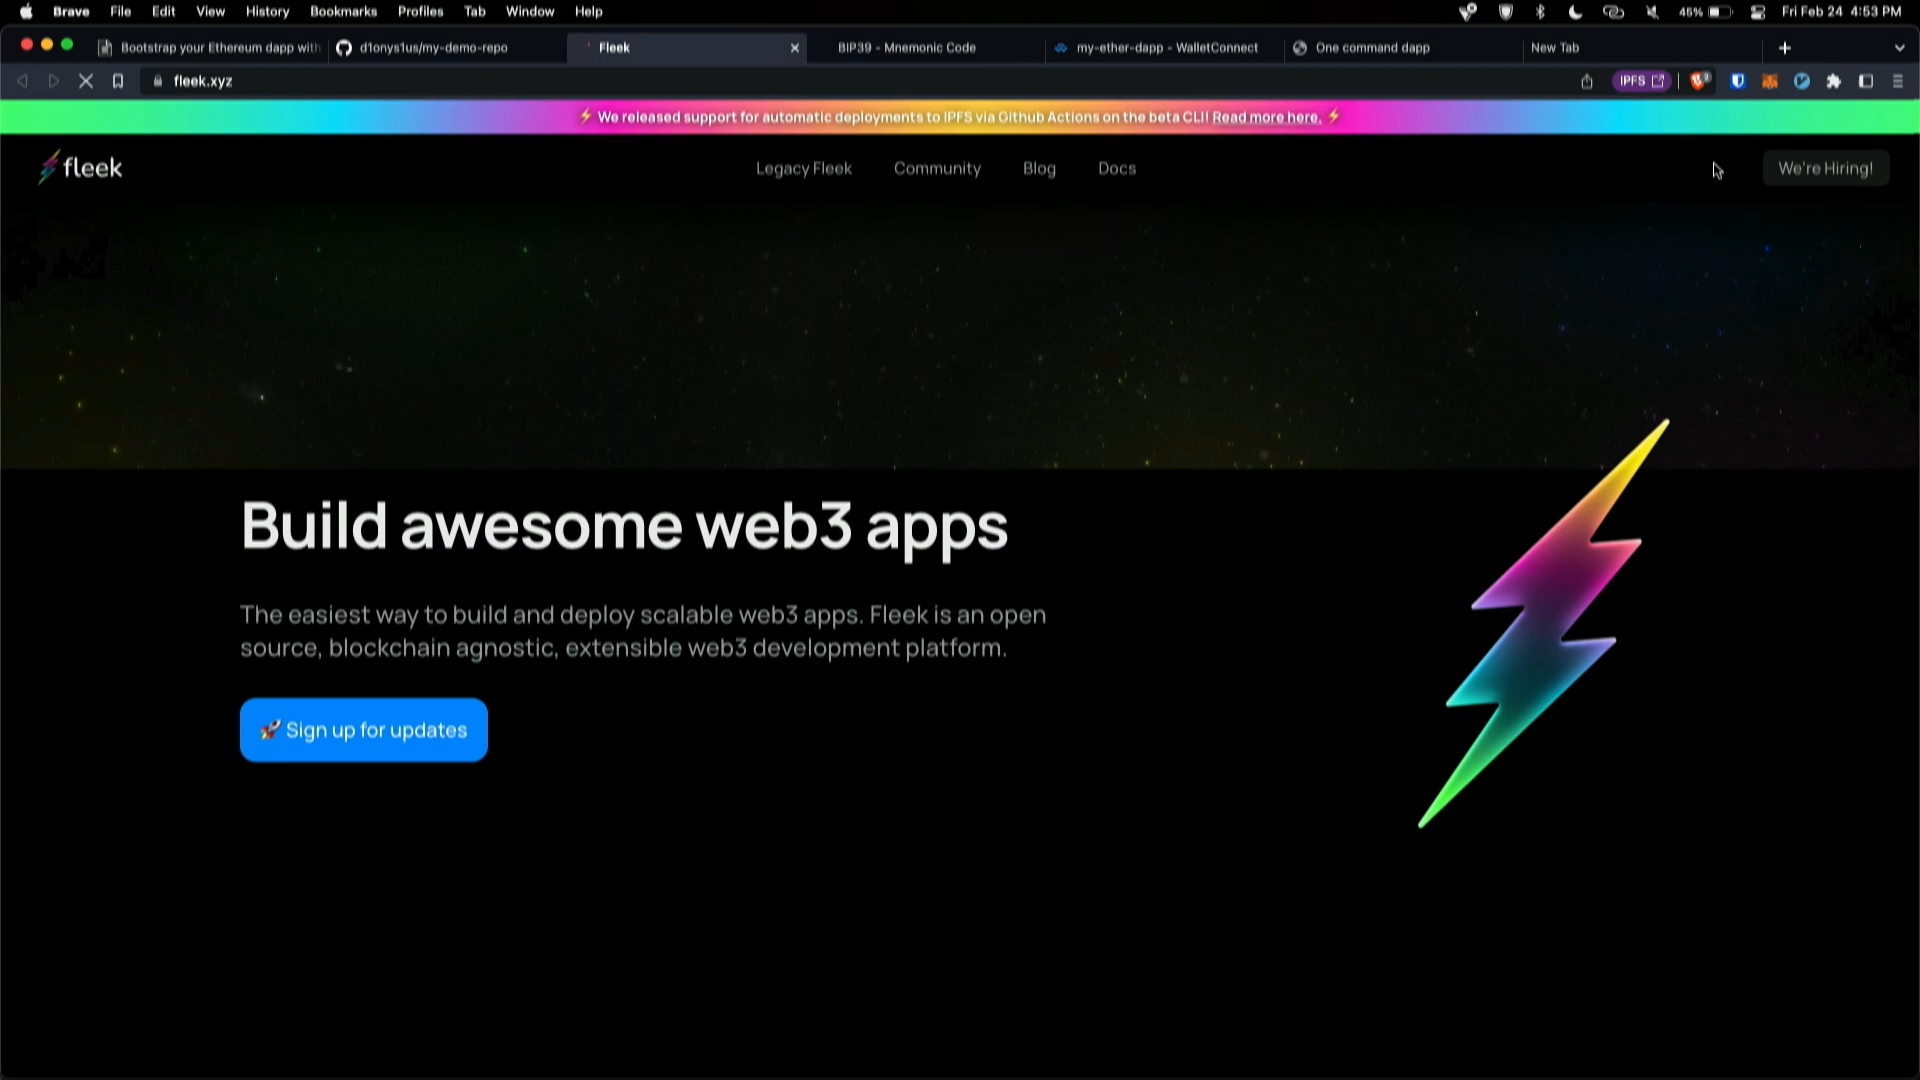 Brave File Edit View History Bookmarks Profiles Tab Window Help 45% Fri Feb 24 4:53 PM
Bootstrap your Ethereum dapp with d1onys1us/my-demo-repo Fleek BIP39 - Mnemonic Code my-ether-dapp - WalletConnect One command dapp New Tab
fleek.xyz IPFS
⚡ We released support for automatic deployments to IPFS via Github Actions on the beta CLI! Read more here. ⚡
fleek Legacy Fleek Community Blog Docs We're Hiring!
Build awesome web3 apps
The easiest way to build and deploy scalable web3 apps. Fleek is an open
source, blockchain agnostic, extensible web3 development platform.
🚀 Sign up for updates